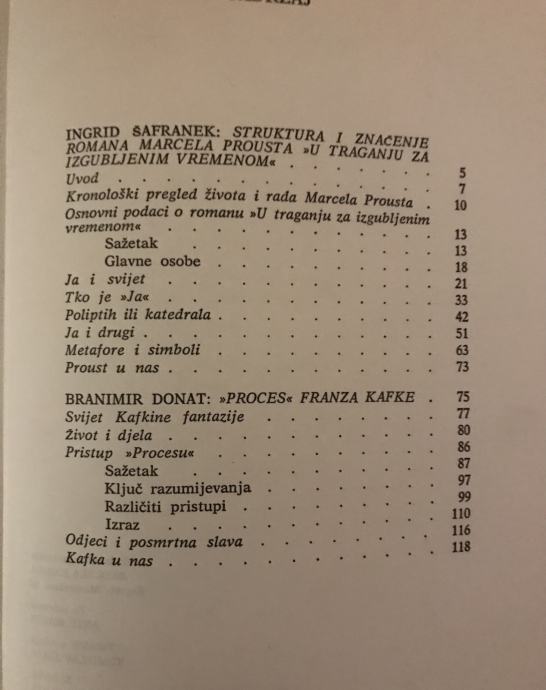 INGRID ŠAFRANEK: STRUKTURA I ZNAČENJE
ROMANA MARCELA PROUSTA »U TRAGANJU ZA
IZGUBLJENIM VREMENOM« . . . . . . 5
Uvod . . . . . . . . . . . . 7
Kronološki pregled života i rada Marcela Prousta . 10
Osnovni podaci o romanu »U traganju za izgubljenim
vremenom« . . . . . . . . . . 13
Sažetak . . . . . . . . . 13
Glavne osobe . . . . . . . . 18
Ja i svijet . . . . . . . . . . 21
Tko je »Ja« . . . . . . . . . . 33
Poliptih ili katedrala . . . . . . . . 42
Ja i drugi . . . . . . . . . . . 51
Metafore i simboli . . . . . . . . 63
Proust u nas . . . . . . . . . . 73
BRANIMIR DONAT: »PROCES« FRANZA KAFKE . 75
Svijet Kafkine fantazije . . . . . . 77
Život i djela . . . . . . . . . . 80
Pristup »Procesu« . . . . . . . . 86
Sažetak . . . . . . . . . 87
Ključ razumijevanja . . . . . . 97
Različiti pristupi . . . . . . . 99
Izraz . . . . . . . . . . 110
Odjeci i posmrtna slava . . . . . . 116
Kafka u nas . . . . . . . . . . 118